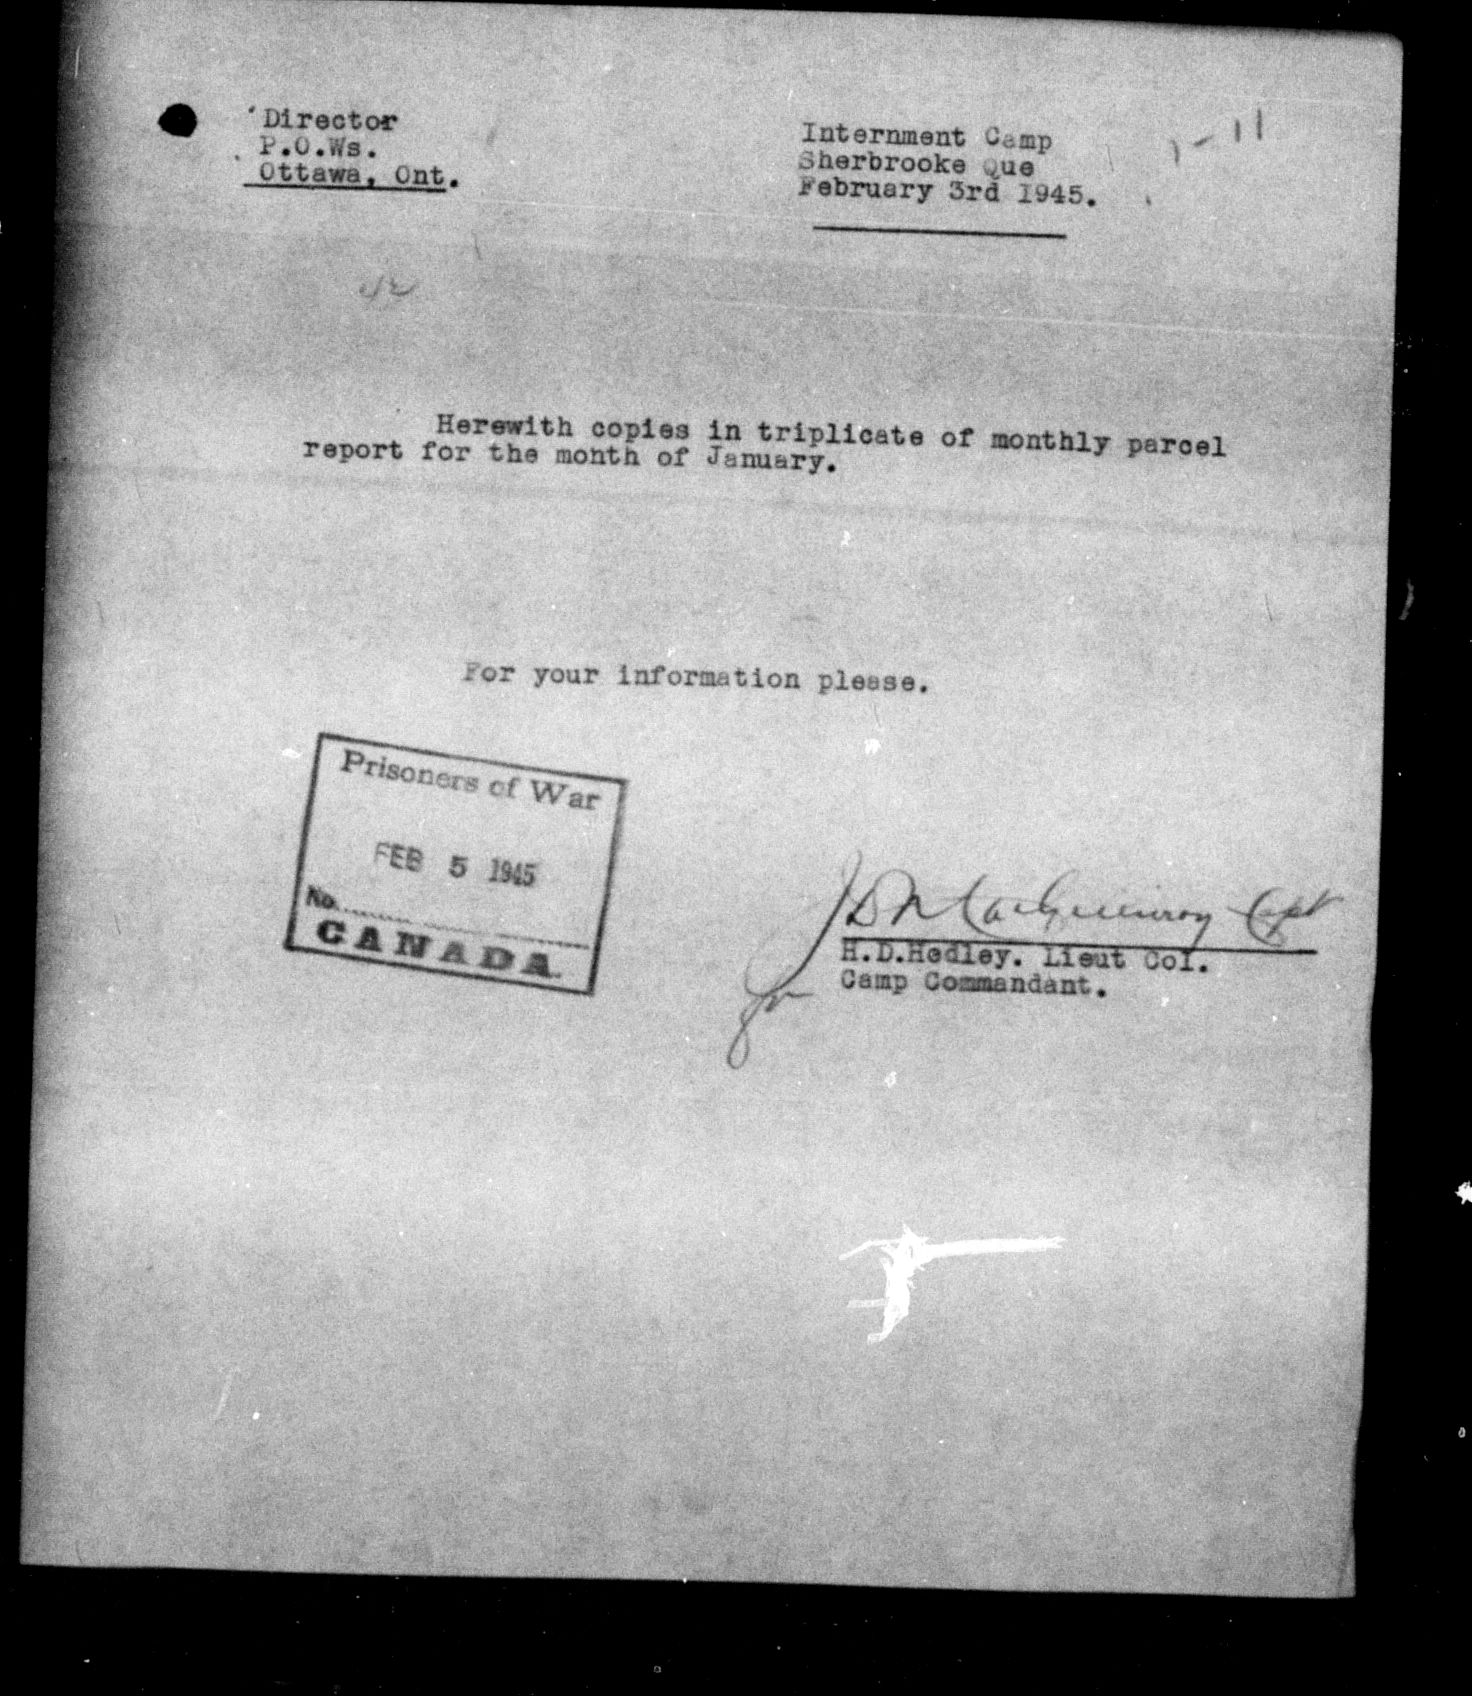 Director
P.O.Ws.
Ottawa, Ont.
Internment Camp
Sherbrooke Que
February 3rd 1945.
Herewith copies in triplicate of monthly parcel
report for the month of January.
For your information please.
Prisoners of War
FEB 5 1945
No.
CANADA
for
H.D.Hedley. Lieut Col.
Camp Commandant.